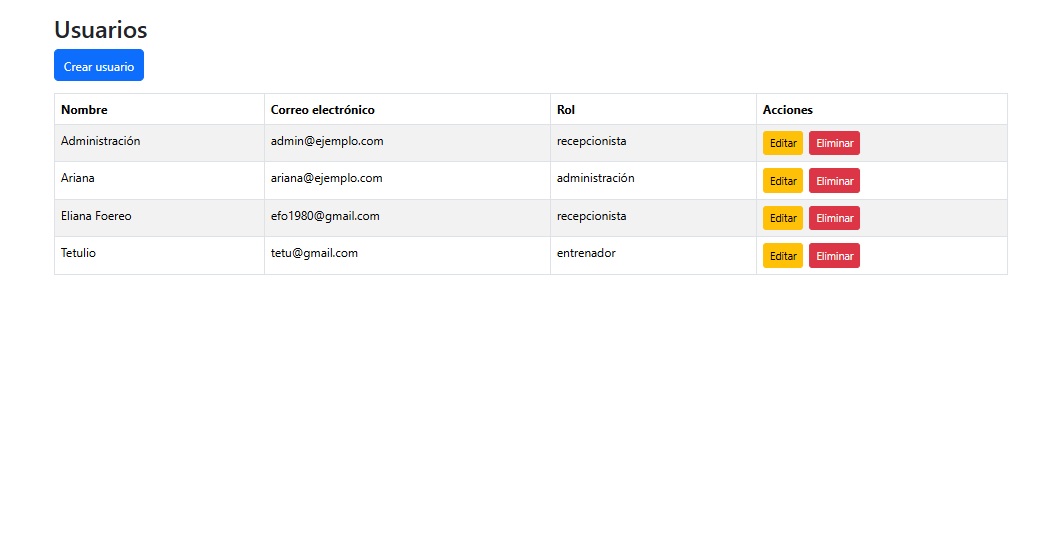 Usuarios
Crear usuario
Nombre Correo electrónico Rol Acciones
Administración admin@ejemplo.com recepcionista Editar Eliminar
Ariana ariana@ejemplo.com administración Editar Eliminar
Eliana Foereo efo1980@gmail.com recepcionista Editar Eliminar
Tetulio tetu@gmail.com entrenador Editar Eliminar